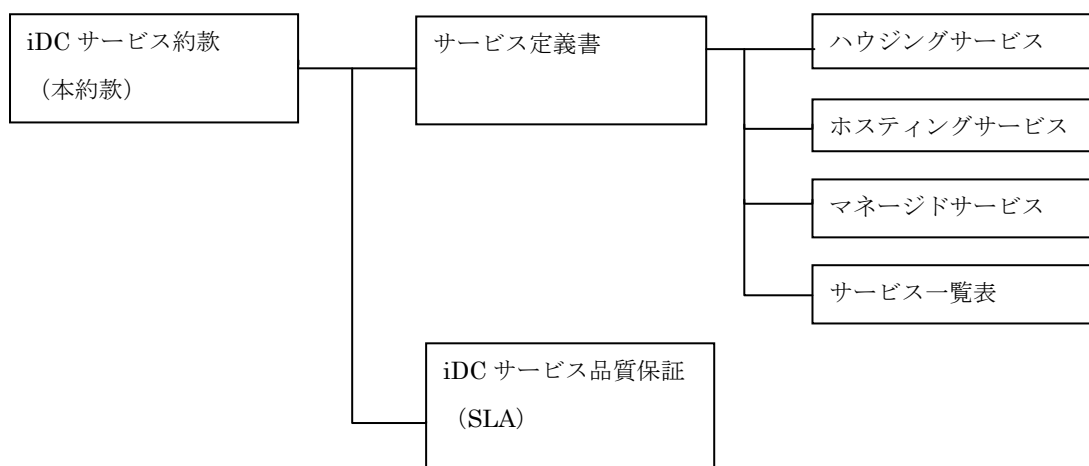 iDC サービス約款
（本約款）
サービス定義書
ハウジングサービス
ホスティングサービス
マネージドサービス
サービス一覧表
iDC サービス品質保証
（SLA）